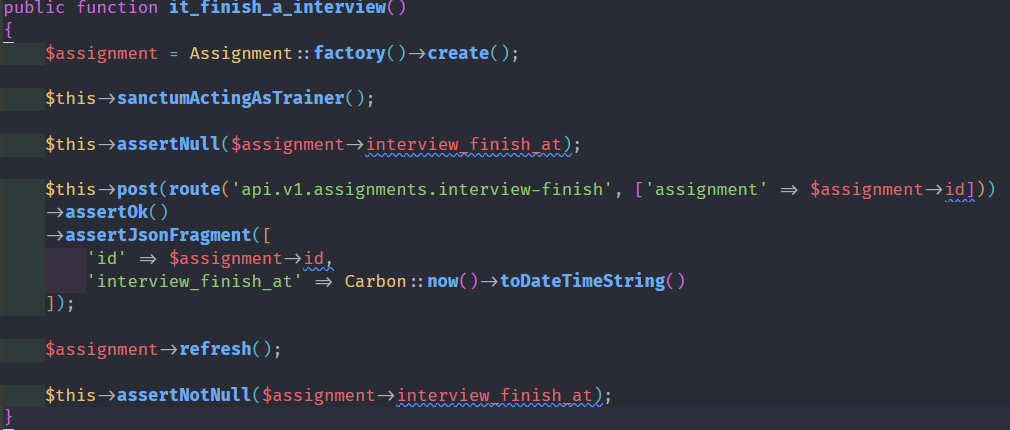 public function it_finish_a_interview()
{
    $assignment = Assignment::factory()->create();

    $this->sanctumActingAsTrainer();

    $this->assertNull($assignment->interview_finish_at);

    $this->post(route('api.v1.assignments.interview-finish', ['assignment' => $assignment->id]))
    ->assertOk()
    ->assertJsonFragment([
        'id' => $assignment->id,
        'interview_finish_at' => Carbon::now()->toDateTimeString()
    ]);

    $assignment->refresh();

    $this->assertNotNull($assignment->interview_finish_at);
}